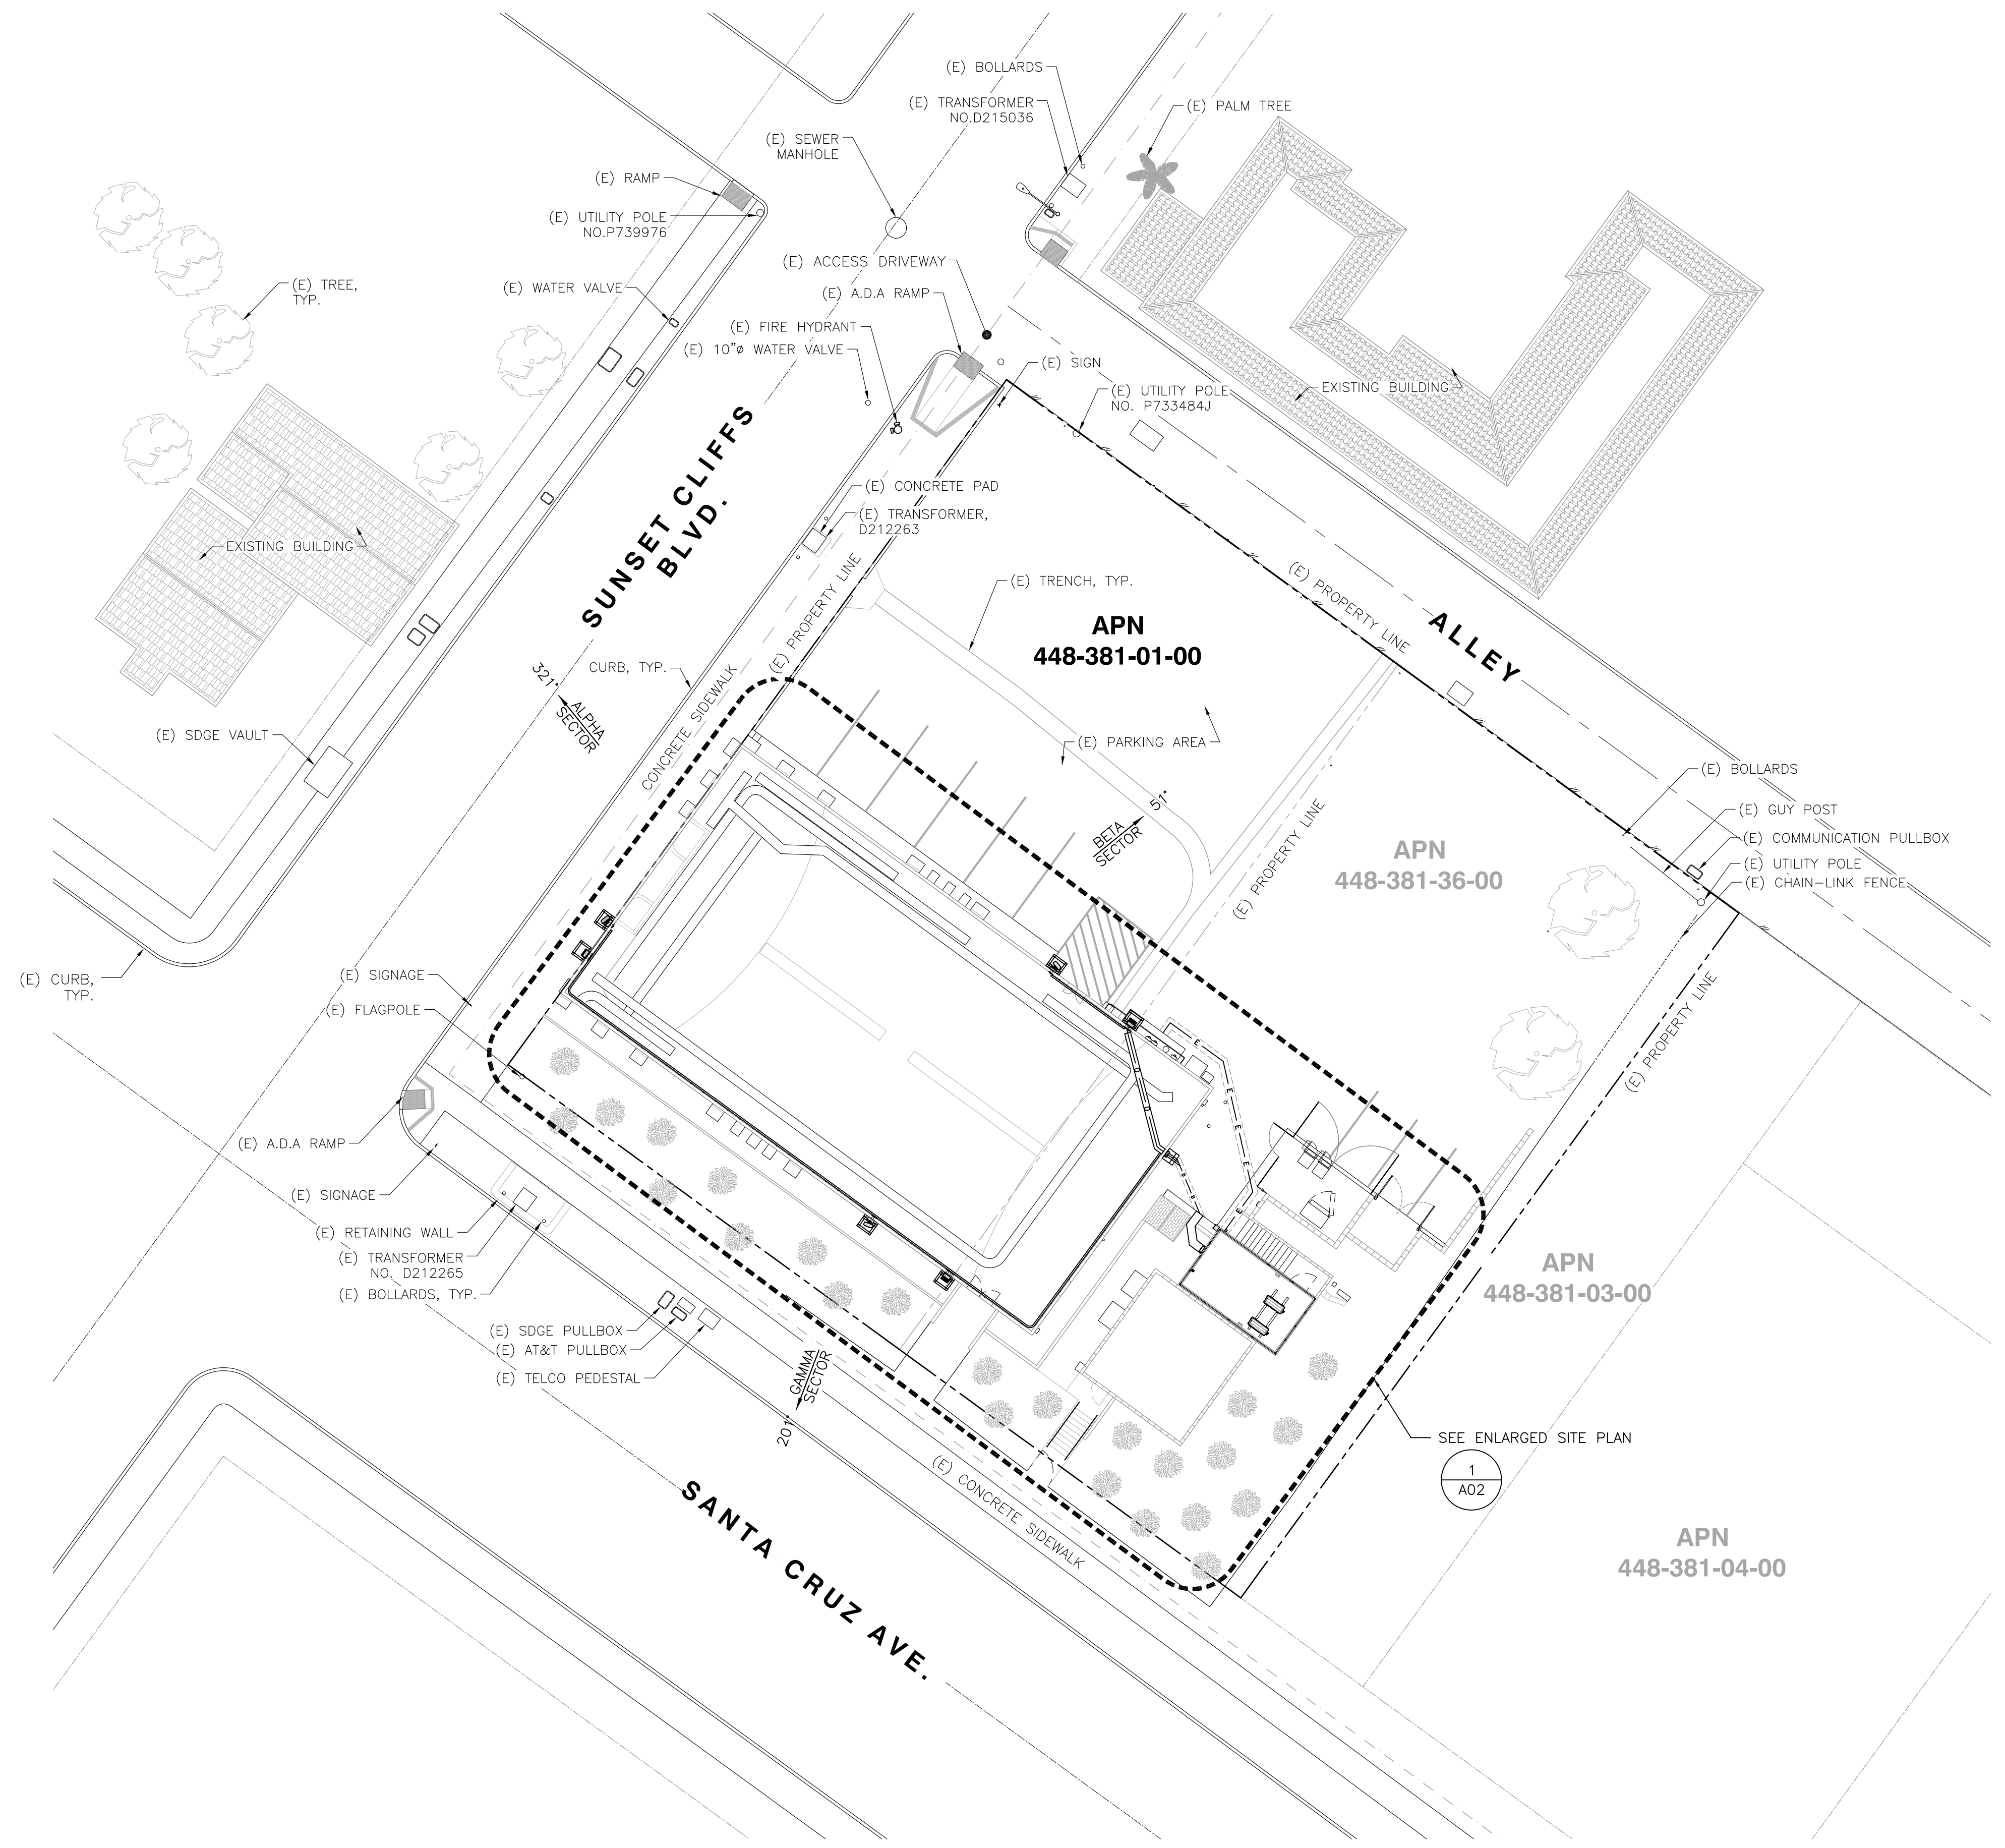 (E) BOLLARDS
(E) TRANSFORMER
NO.D215036
(E) PALM TREE
(E) SEWER
MANHOLE
(E) RAMP
(E) UTILITY POLE
NO.P739976
(E) ACCESS DRIVEWAY
(E) TREE,
TYP.
(E) WATER VALVE
(E) A.D.A RAMP
(E) FIRE HYDRANT
(E) 10"ø WATER VALVE
(E) SIGN
(E) UTILITY POLE
NO. P733484J
EXISTING BUILDING
SUNSET CLIFFS
BLVD.
(E) CONCRETE PAD
(E) TRANSFORMER,
D212263
EXISTING BUILDING
(E) PROPERTY LINE
(E) TRENCH, TYP.
(E) PROPERTY LINE
ALLEY
APN
448-381-01-00
CURB, TYP.
321°
ALPHA
SECTOR
CONCRETE SIDEWALK
(E) SDGE VAULT
(E) PARKING AREA
(E) BOLLARDS
51°
BETA
SECTOR
(E) PROPERTY LINE
(E) GUY POST
(E) COMMUNICATION PULLBOX
APN
448-381-36-00
(E) UTILITY POLE
(E) CHAIN-LINK FENCE
(E) CURB,
TYP.
(E) SIGNAGE
(E) FLAGPOLE
(E) PROPERTY LINE
E
E
E
E
(E) A.D.A RAMP
(E) SIGNAGE
(E) RETAINING WALL
(E) TRANSFORMER
NO. D212265
(E) BOLLARDS, TYP.
APN
448-381-03-00
(E) SDGE PULLBOX
(E) AT&T PULLBOX
(E) TELCO PEDESTAL
GAMMA
SECTOR
201°
SEE ENLARGED SITE PLAN
1
A02
(E) CONCRETE SIDEWALK
SANTA CRUZ AVE.
APN
448-381-04-00